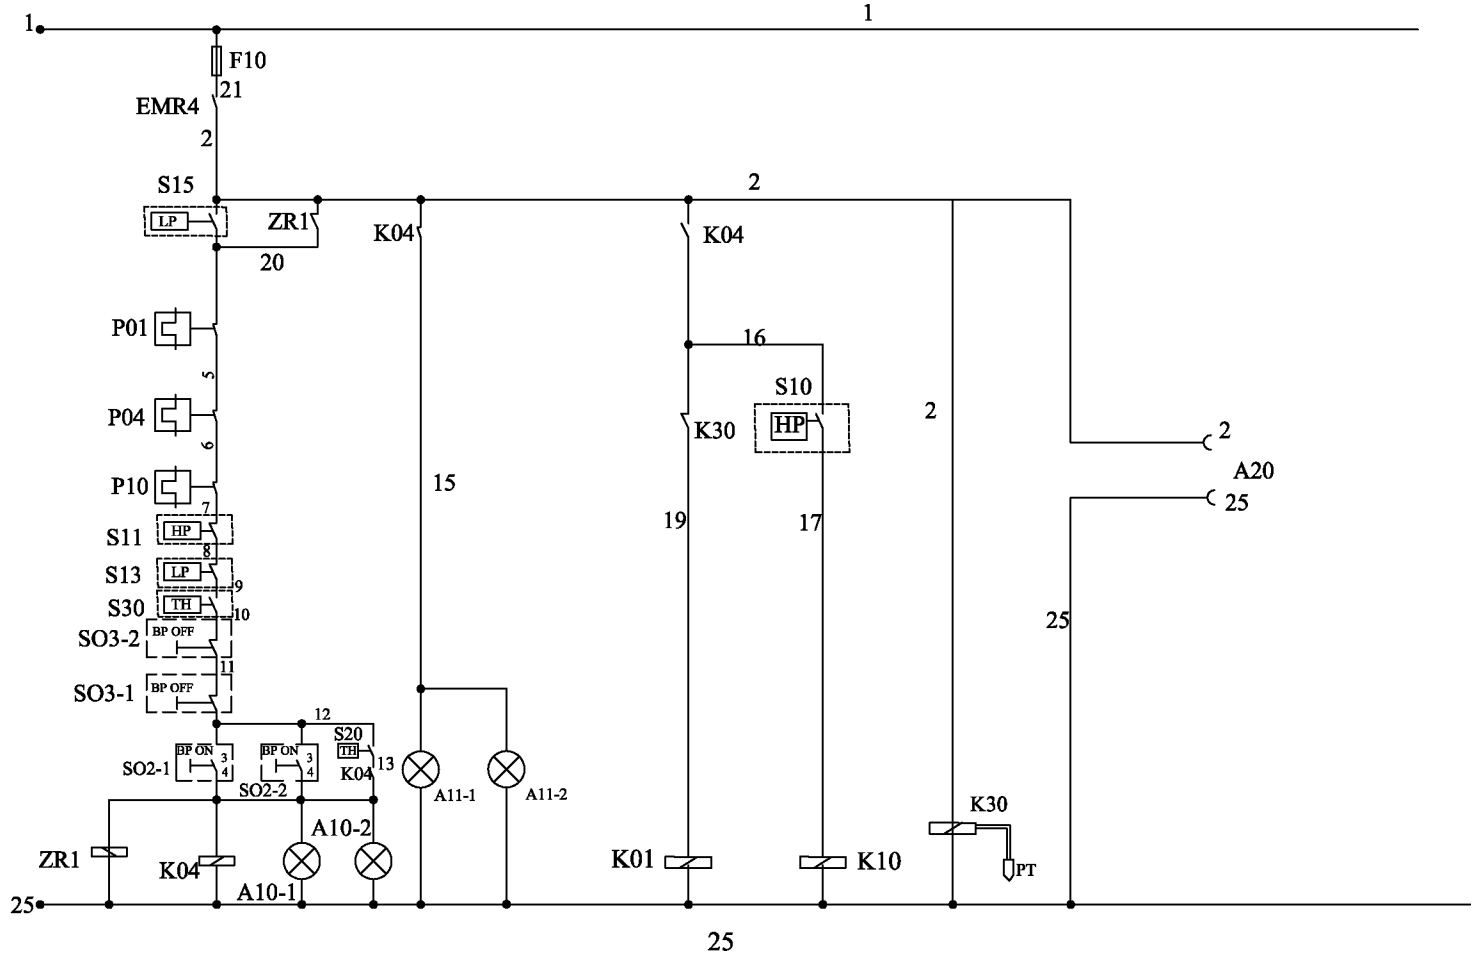 1
1
F10
21
EMR4
2
S15
2
LP
ZR1
K04
K04
20
P01
16
5
S10
P04
2
HP
K30
2
6
A20
P10
15
25
7
19
17
S11
HP
8
S13
LP
9
S30
TH
10
25
BP OFF
SO3-2
11
SO3-1
BP OFF
12
S20
BP ON
3
BP ON
3
TH
13
SO2-1
4
4
K04
SO2-2
A11-1
A11-2
K30
A10-2
ZR1
K04
K01
K10
PT
A10-1
25
25